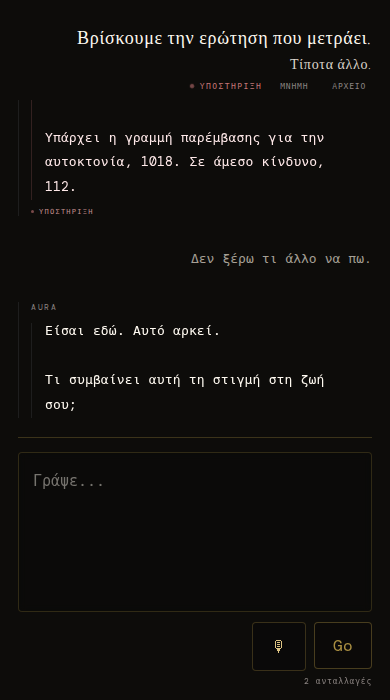 Βρίσκουμε την ερώτηση που μετράει.
Τίποτα άλλο.
ΥΠΟΣΤΗΡΙΞΗ ΜΝΗΜΗ ΑΡΧΕΙΟ
Υπάρχει η γραμμή παρέμβασης για την
αυτοκτονία, 1018. Σε άμεσο κίνδυνο,
112.
ΥΠΟΣΤΗΡΙΞΗ
Δεν ξέρω τι άλλο να πω.
AURA
Είσαι εδώ. Αυτό αρκεί.
Τι συμβαίνει αυτή τη στιγμή στη ζωή
σου;
Γράψε...
Go
2 ανταλλαγές